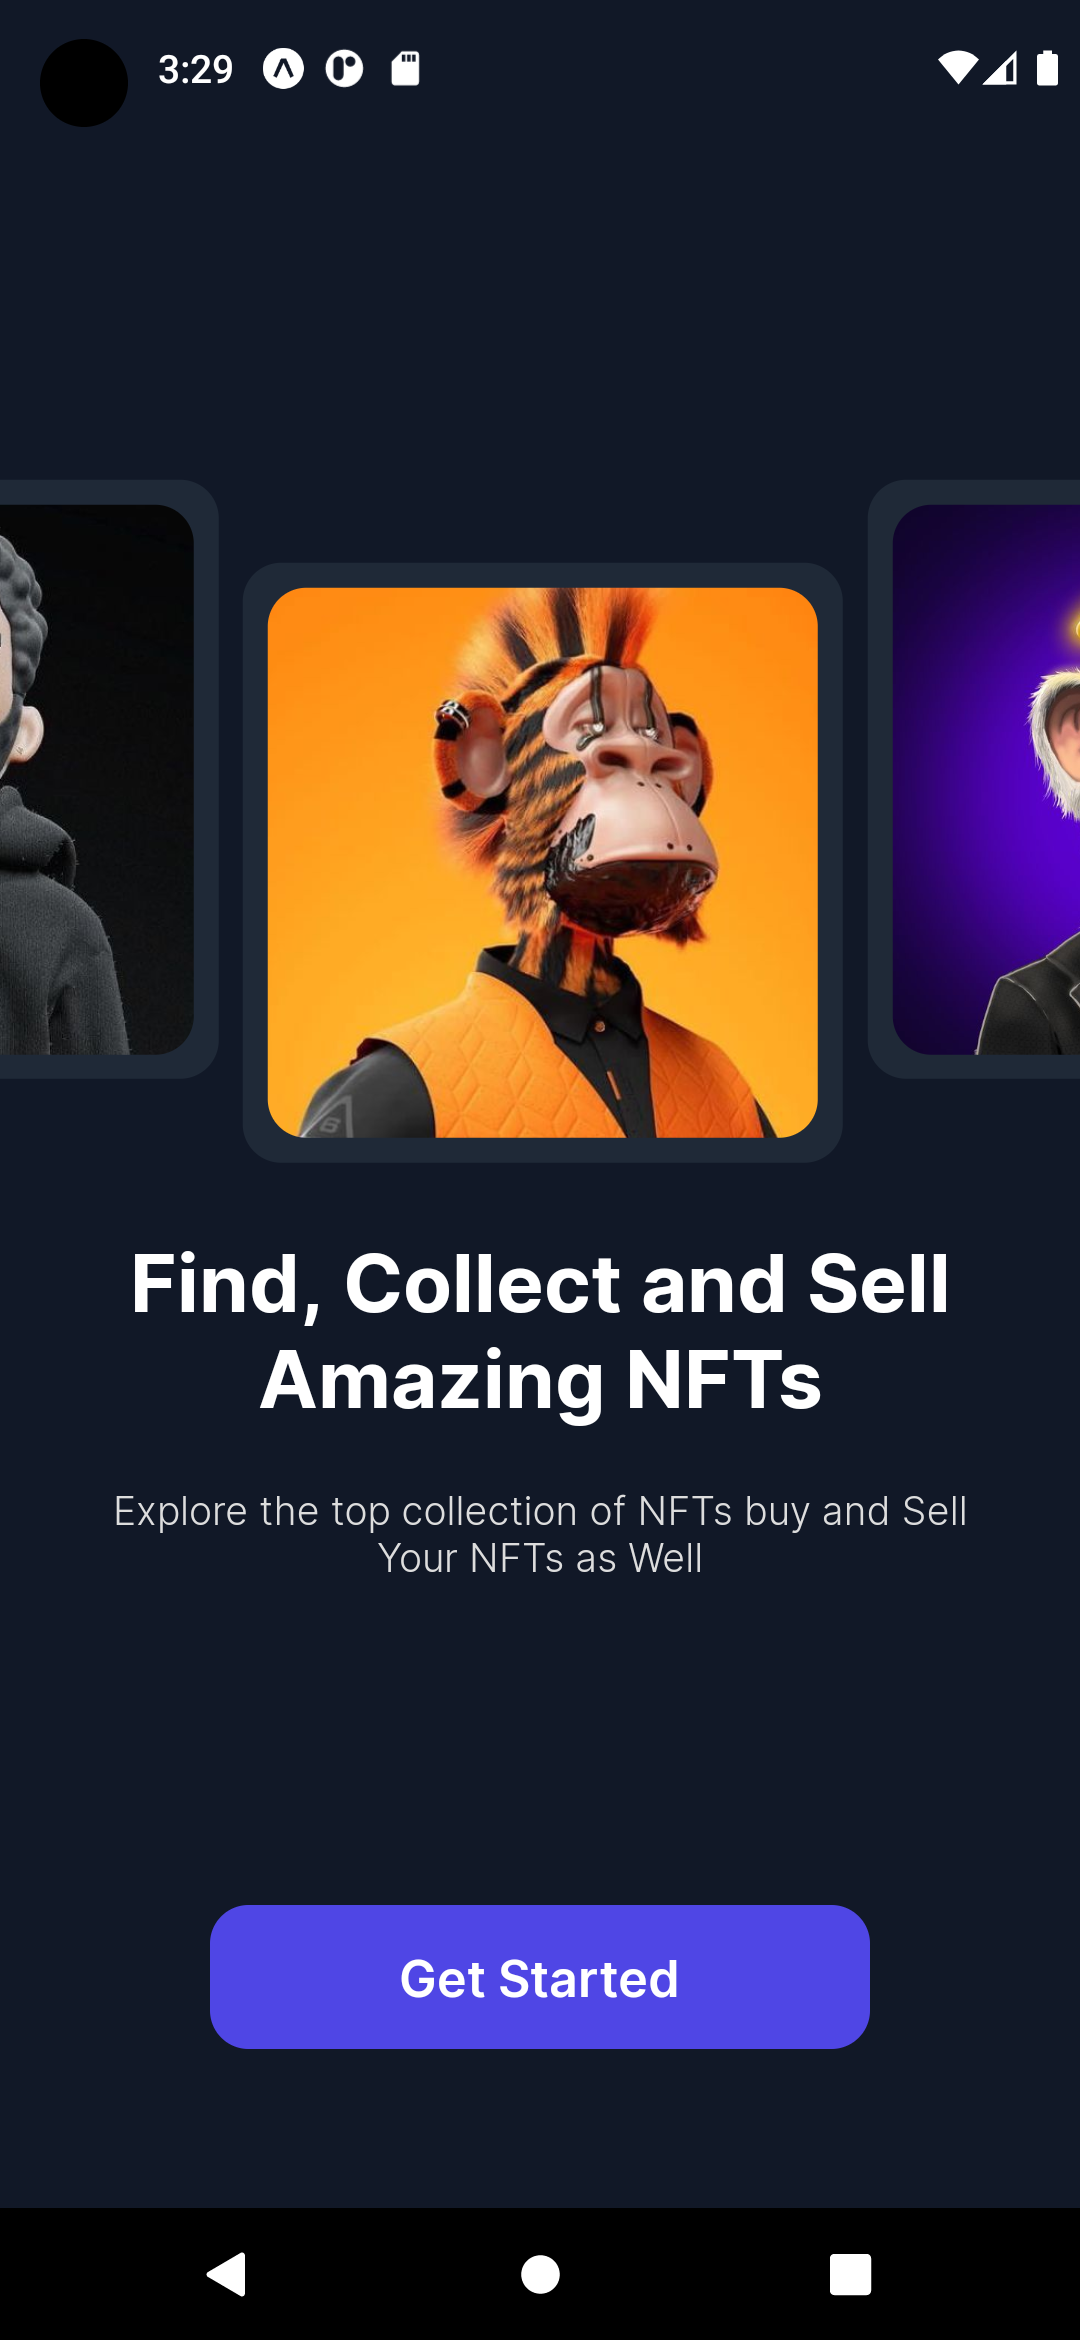 3:29
Find, Collect and Sell
Amazing NFTs
Explore the top collection of NFTs buy and Sell
Your NFTs as Well
Get Started